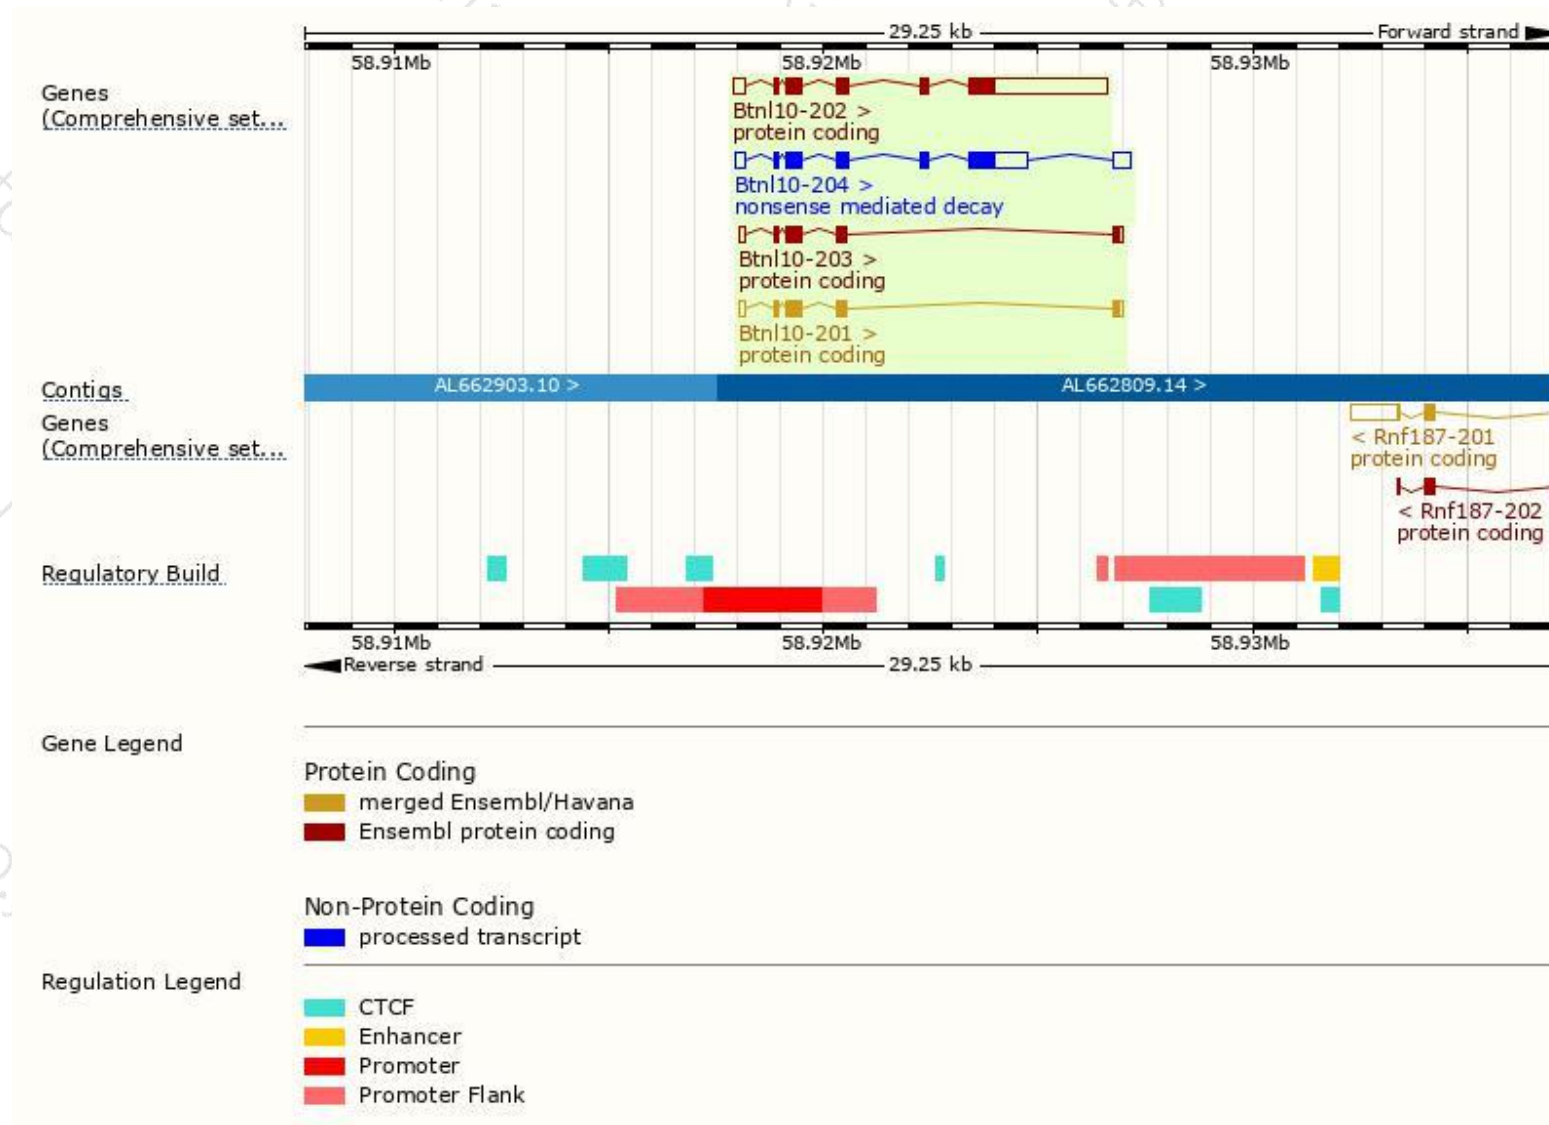 29.25 kb
Forward strand
58.91Mb 58.92Mb 58.93Mb
Genes
(Comprehensive set...
Btnl10-202 >
protein coding
Btnl10-204 >
nonsense mediated decay
Btnl10-203 >
protein coding
Btnl10-201 >
protein coding
Contigs
AL662903.10 > AL662809.14 >
Genes
(Comprehensive set...
< Rnf187-201
protein coding
< Rnf187-202
protein coding
Regulatory Build
58.91Mb 58.92Mb 58.93Mb
Reverse strand 29.25 kb
Gene Legend
Protein Coding
merged Ensembl/Havana
Ensembl protein coding
Non-Protein Coding
processed transcript
Regulation Legend
CTCF
Enhancer
Promoter
Promoter Flank